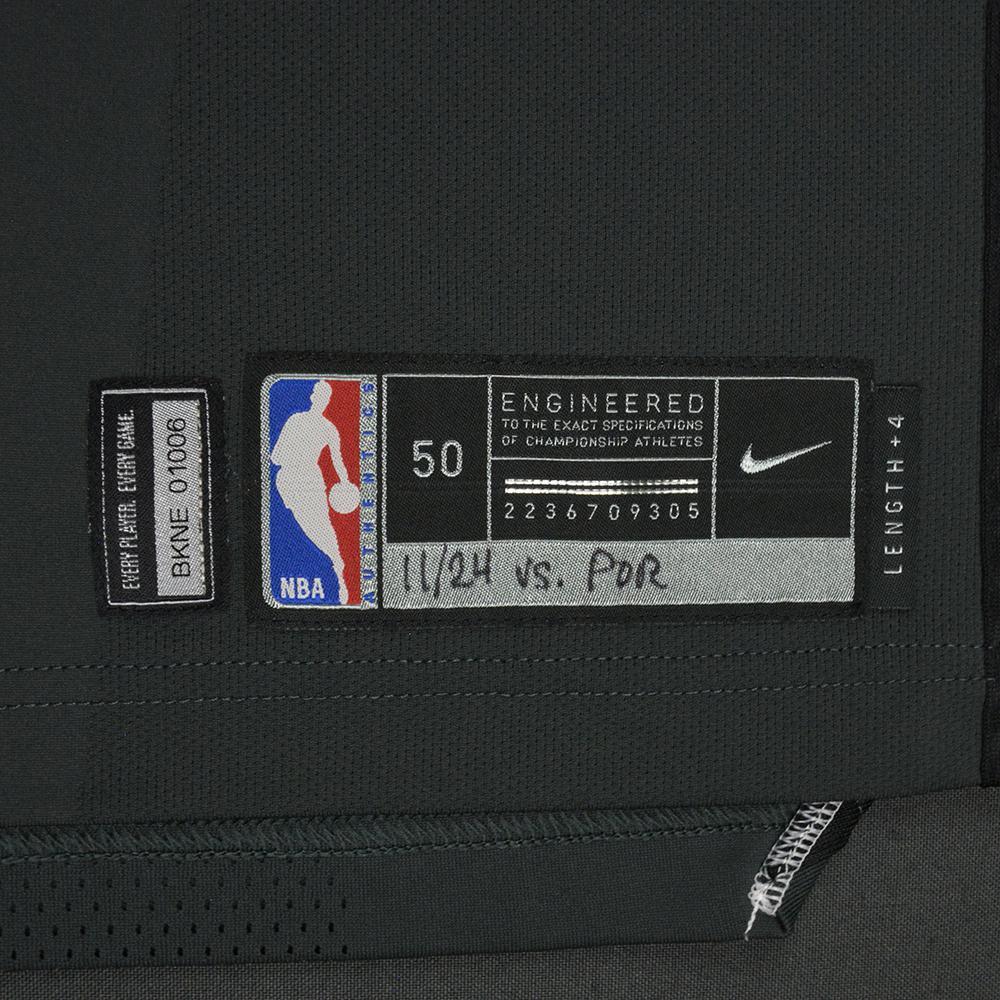 EVERY PLAYER. EVERY GAME.
BKNE 01006
NBA
AUTHENTICS
50
ENGINEERED
TO THE EXACT SPECIFICATIONS
OF CHAMPIONSHIP ATHLETES
2236709305
11/24 vs. POR
LENGTH+4